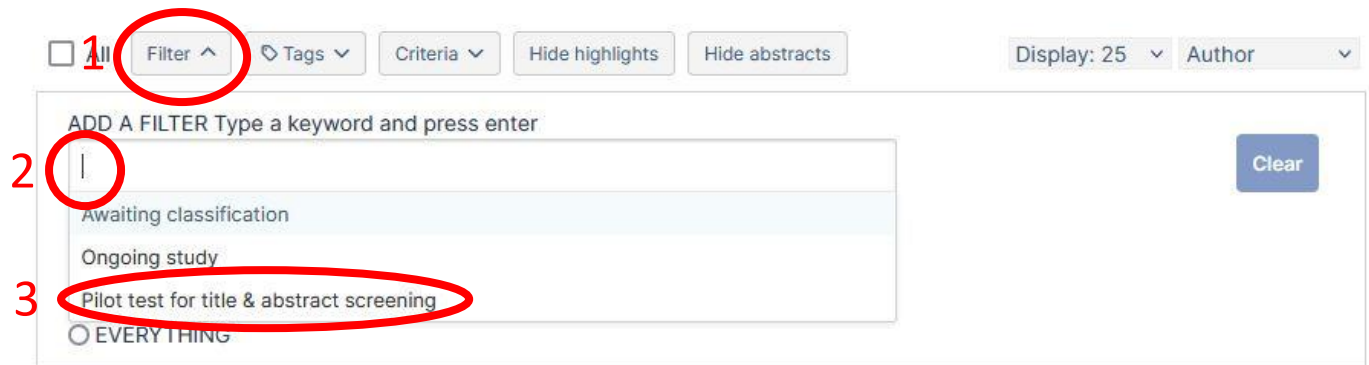 1 All Filter Tags Criteria Hide highlights Hide abstracts Display: 25 Author
ADD A FILTER Type a keyword and press enter
2 Clear
Awaiting classification
Ongoing study
3 Pilot test for title & abstract screening
EVERYTHING